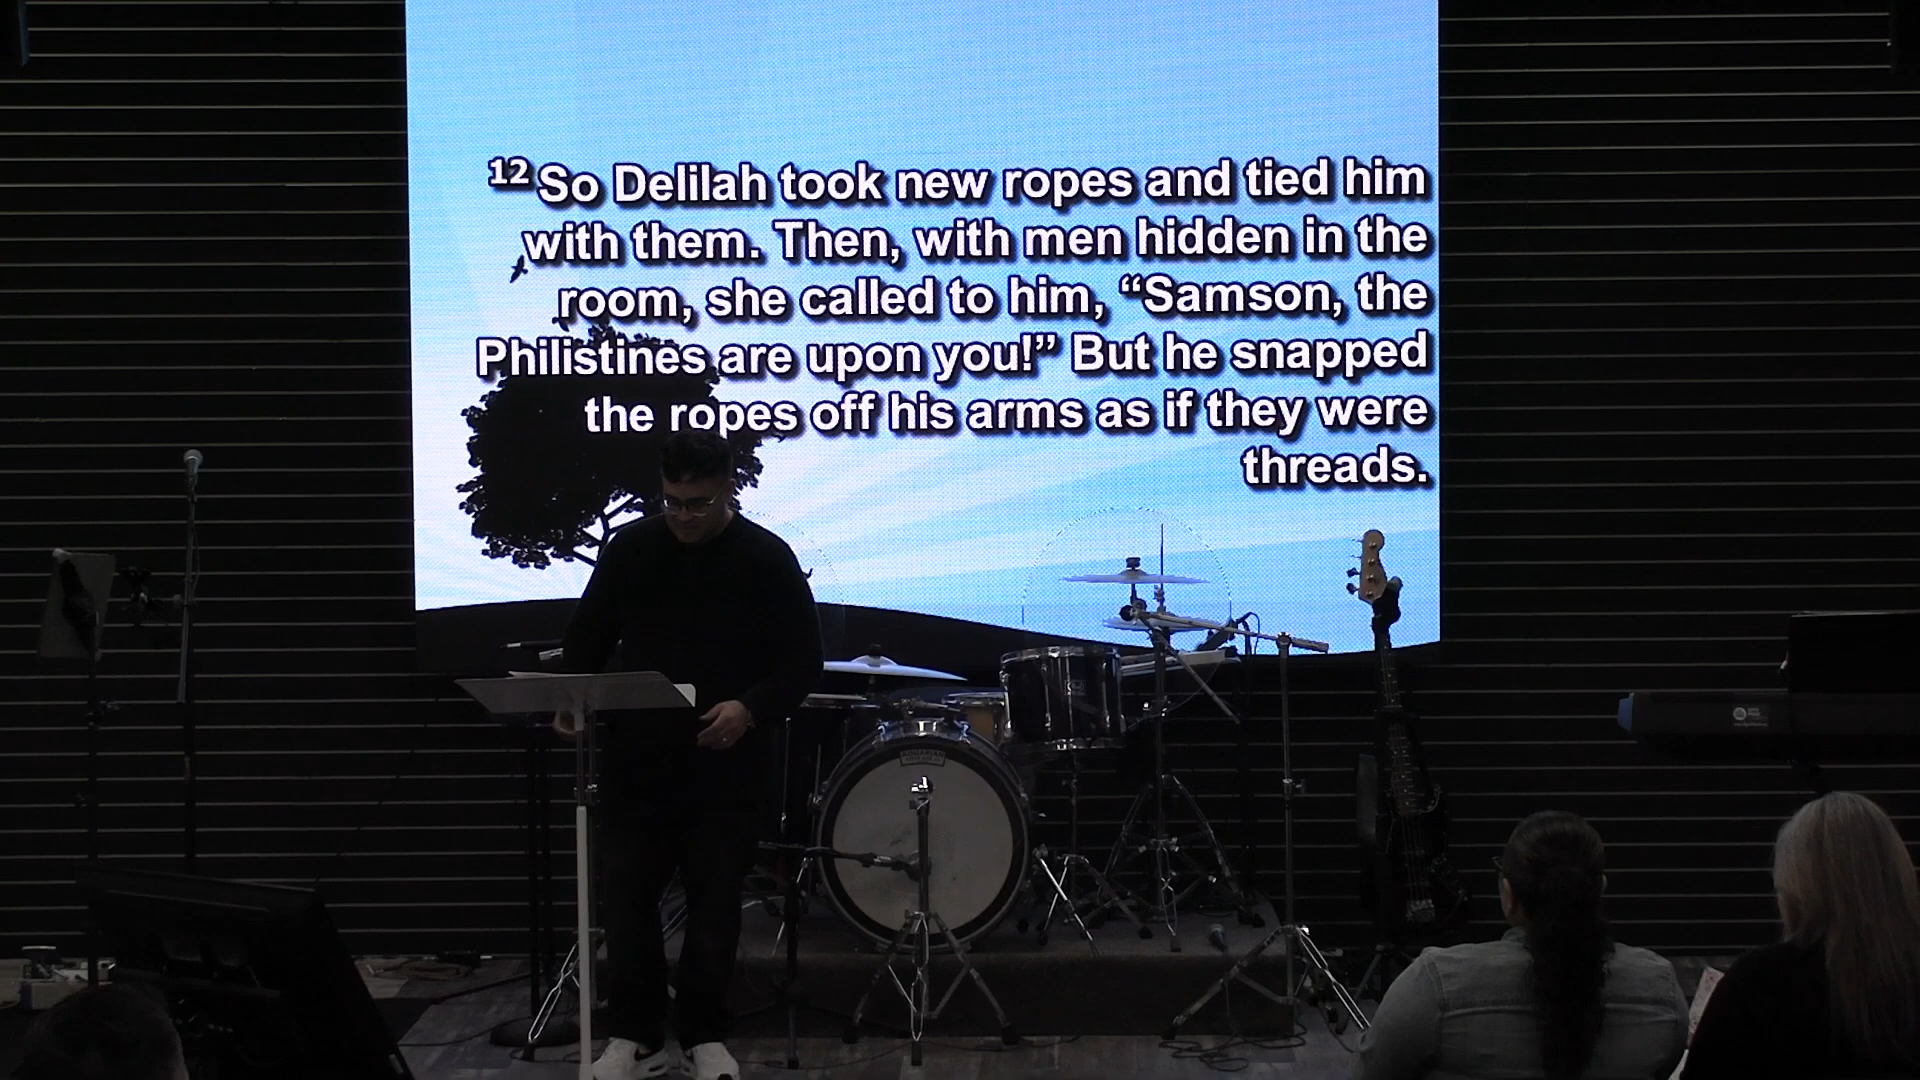 12 So Delilah took new ropes and tied him
with them. Then, with men hidden in the
room, she called to him, “Samson, the
Philistines are upon you!” But he snapped
the ropes off his arms as if they were
threads.